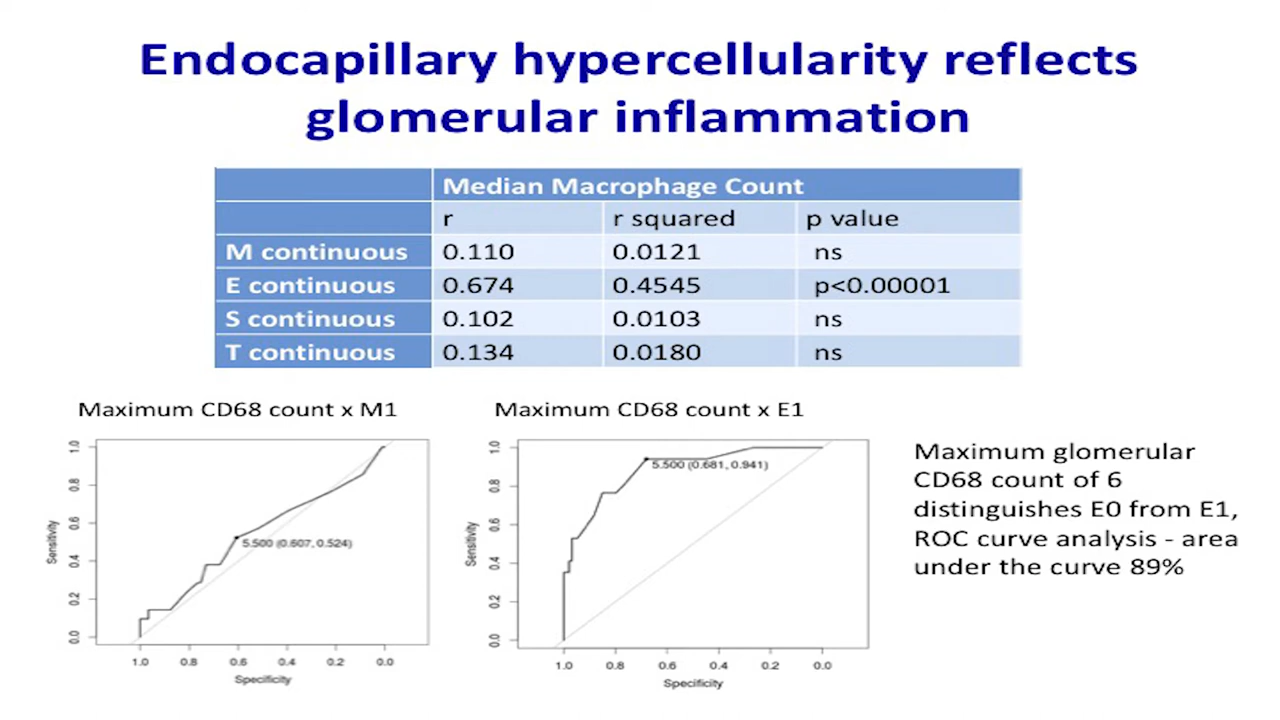 Endocapillary hypercellularity reflects
glomerular inflammation
Median Macrophage Count
r r squared p value
M continuous 0.110 0.0121 ns
E continuous 0.674 0.4545 p<0.00001
S continuous 0.102 0.0103 ns
T continuous 0.134 0.0180 ns
Maximum CD68 count x M1
Sensitivity
1.0
0.8
0.6
0.4
0.2
0.0
5.500 (0.607, 0.524)
1.0 0.8 0.6 0.4 0.2 0.0
Specificity
Maximum CD68 count x E1
Sensitivity
1.0
0.8
0.6
0.4
0.2
0.0
5.500 (0.681, 0.941)
1.0 0.8 0.6 0.4 0.2 0.0
Specificity
Maximum glomerular
CD68 count of 6
distinguishes E0 from E1,
ROC curve analysis - area
under the curve 89%